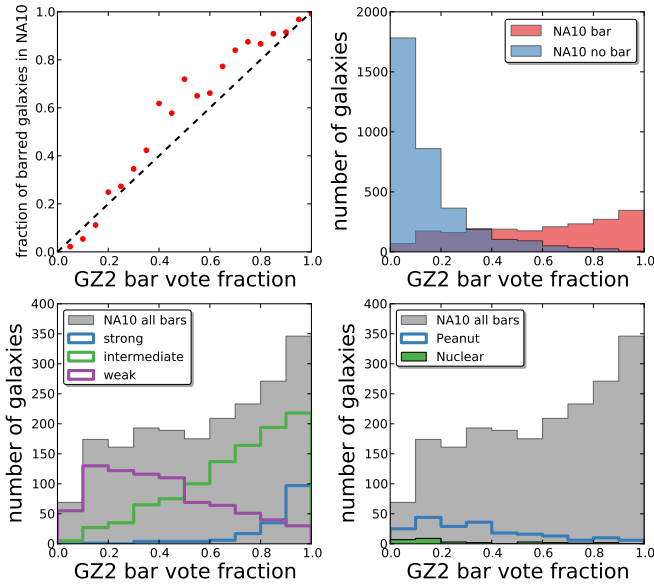 fraction of barred galaxies in NA10
1.0
0.8
0.6
0.4
0.2
0.0
0.0 0.2 0.4 0.6 0.8 1.0
GZ2 bar vote fraction
number of galaxies
2000
1500
1000
500
0
NA10 bar
NA10 no bar
0.0 0.2 0.4 0.6 0.8 1.0
GZ2 bar vote fraction
number of galaxies
400
350
300
250
200
150
100
50
0
NA10 all bars
strong
intermediate
weak
0.0 0.2 0.4 0.6 0.8 1.0
GZ2 bar vote fraction
number of galaxies
400
350
300
250
200
150
100
50
0
NA10 all bars
Peanut
Nuclear
0.0 0.2 0.4 0.6 0.8 1.0
GZ2 bar vote fraction